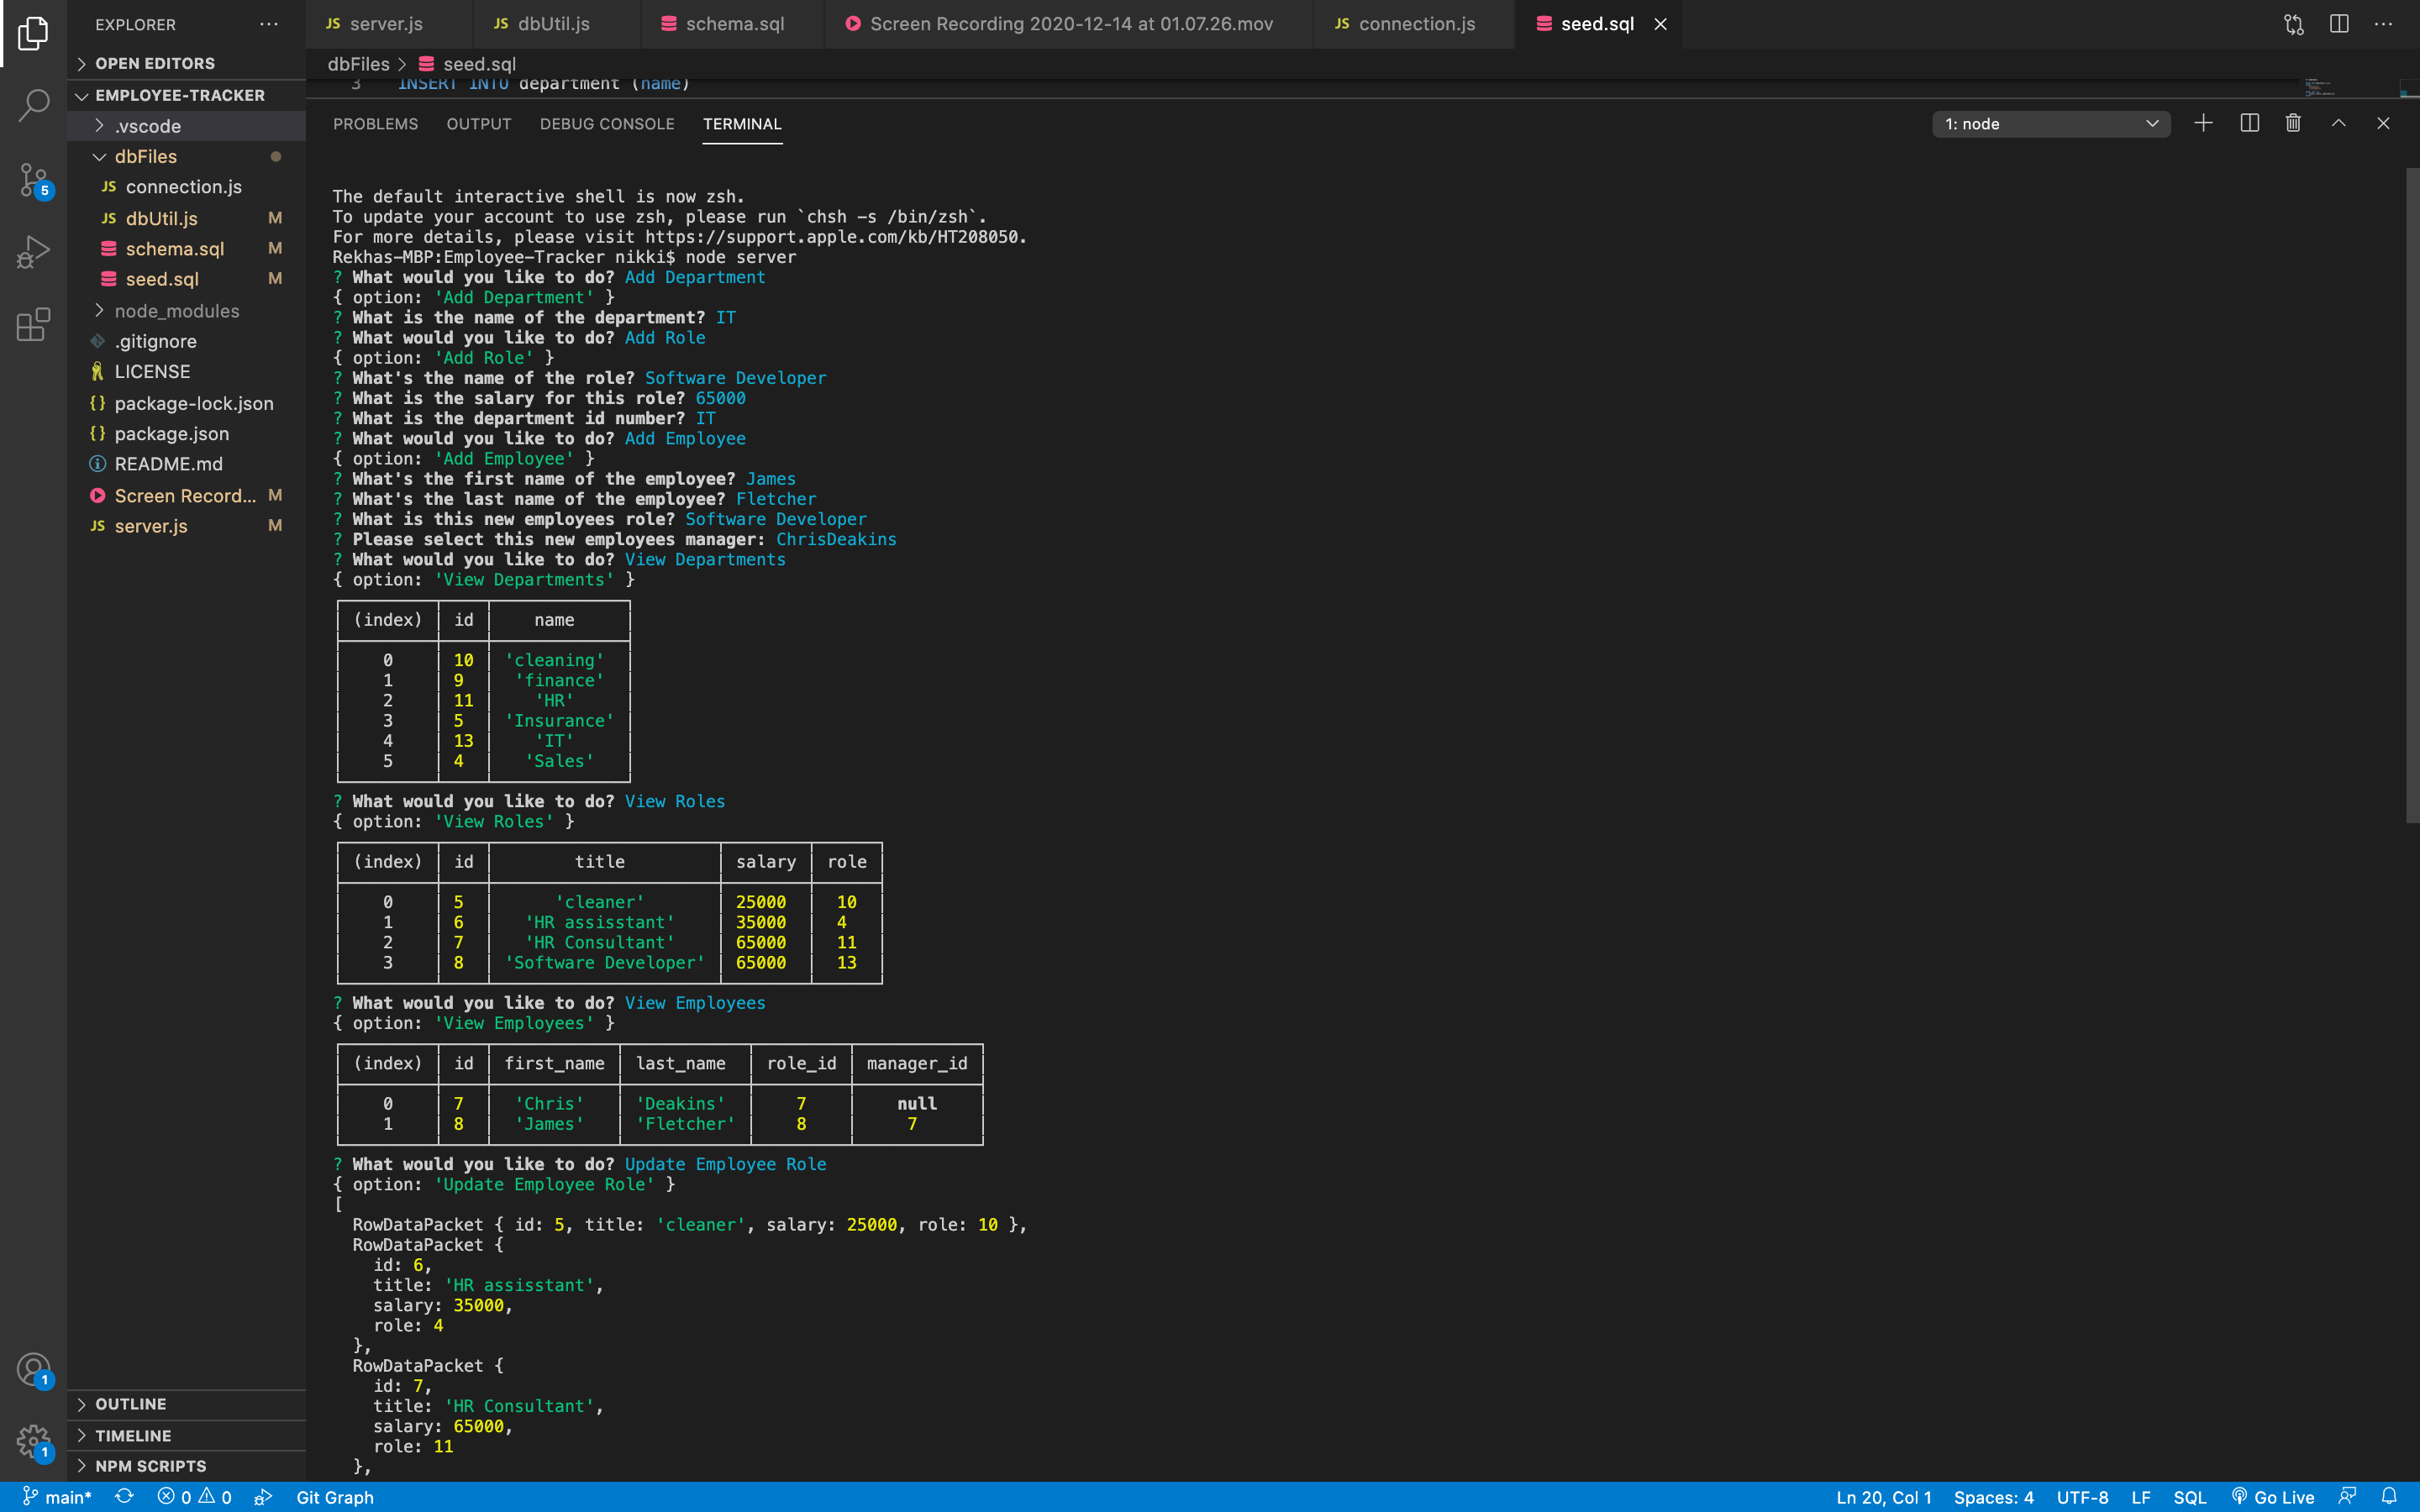 EXPLORER
server.js
dbUtil.js
schema.sql
Screen Recording 2020-12-14 at 01.07.26.mov
connection.js
seed.sql
OPEN EDITORS
EMPLOYEE-TRACKER
.vscode
dbFiles
connection.js
dbUtil.js M
schema.sql M
seed.sql M
node_modules
.gitignore
LICENSE
package-lock.json
package.json
README.md
Screen Record... M
server.js M
OUTLINE
TIMELINE
NPM SCRIPTS
5
1
1
dbFiles > seed.sql
3 INSERT INTO department (name)
PROBLEMS OUTPUT DEBUG CONSOLE TERMINAL
1: node
The default interactive shell is now zsh.
To update your account to use zsh, please run `chsh -s /bin/zsh`.
For more details, please visit https://support.apple.com/kb/HT208050.
Rekhas-MBP:Employee-Tracker nikki$ node server
? What would you like to do? Add Department
{ option: 'Add Department' }
? What is the name of the department? IT
? What would you like to do? Add Role
{ option: 'Add Role' }
? What's the name of the role? Software Developer
? What is the salary for this role? 65000
? What is the department id number? IT
? What would you like to do? Add Employee
{ option: 'Add Employee' }
? What's the first name of the employee? James
? What's the last name of the employee? Fletcher
? What is this new employees role? Software Developer
? Please select this new employees manager: ChrisDeakins
? What would you like to do? View Departments
{ option: 'View Departments' }
(index) id name
0 10 'cleaning'
1 9 'finance'
2 11 'HR'
3 5 'Insurance'
4 13 'IT'
5 4 'Sales'
? What would you like to do? View Roles
{ option: 'View Roles' }
(index) id title salary role
0 5 'cleaner' 25000 10
1 6 'HR assisstant' 35000 4
2 7 'HR Consultant' 65000 11
3 8 'Software Developer' 65000 13
? What would you like to do? View Employees
{ option: 'View Employees' }
(index) id first_name last_name role_id manager_id
0 7 'Chris' 'Deakins' 7 null
1 8 'James' 'Fletcher' 8 7
? What would you like to do? Update Employee Role
{ option: 'Update Employee Role' }
[
RowDataPacket { id: 5, title: 'cleaner', salary: 25000, role: 10 },
RowDataPacket {
id: 6,
title: 'HR assisstant',
salary: 35000,
role: 4
},
RowDataPacket {
id: 7,
title: 'HR Consultant',
salary: 65000,
role: 11
},
main* 0 0 Git Graph Ln 20, Col 1 Spaces: 4 UTF-8 LF SQL Go Live